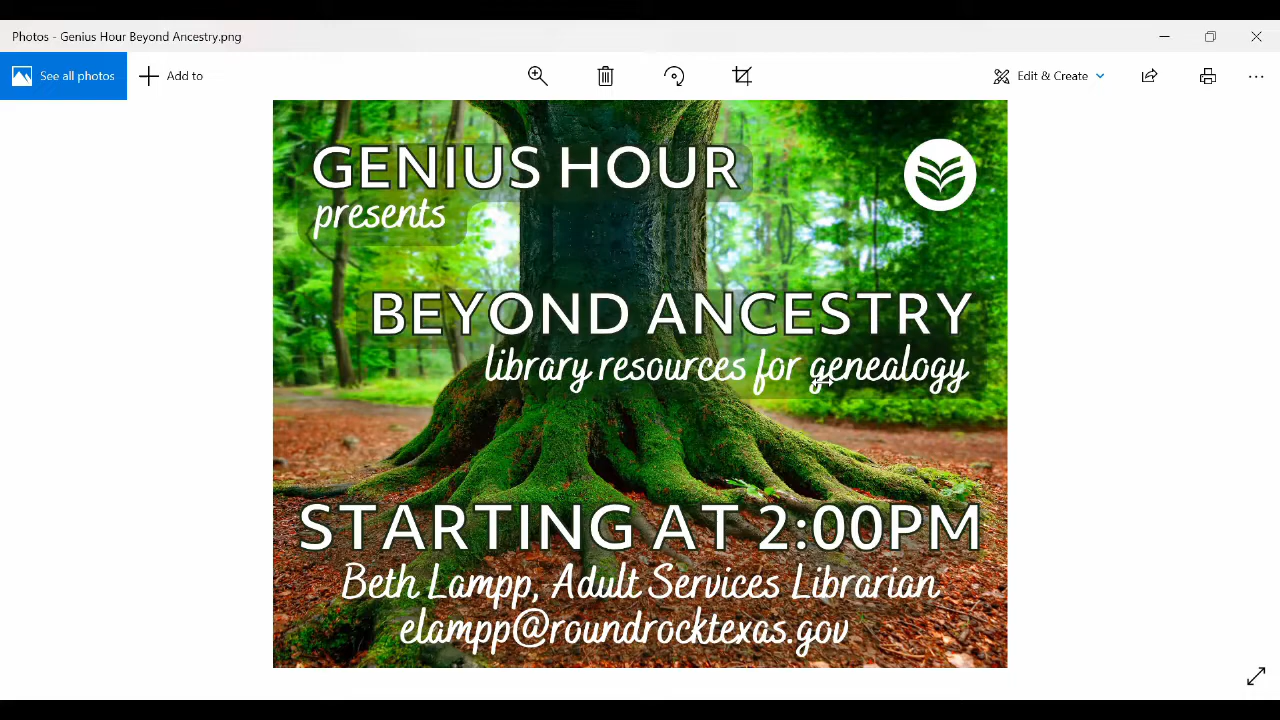 Photos - Genius Hour Beyond Ancestry.png
See all photos
Add to
Edit & Create
GENIUS HOUR
presents
BEYOND ANCESTRY
library resources for genealogy
STARTING AT 2:00PM
Beth Lampp, Adult Services Librarian
elampp@roundrocktexas.gov